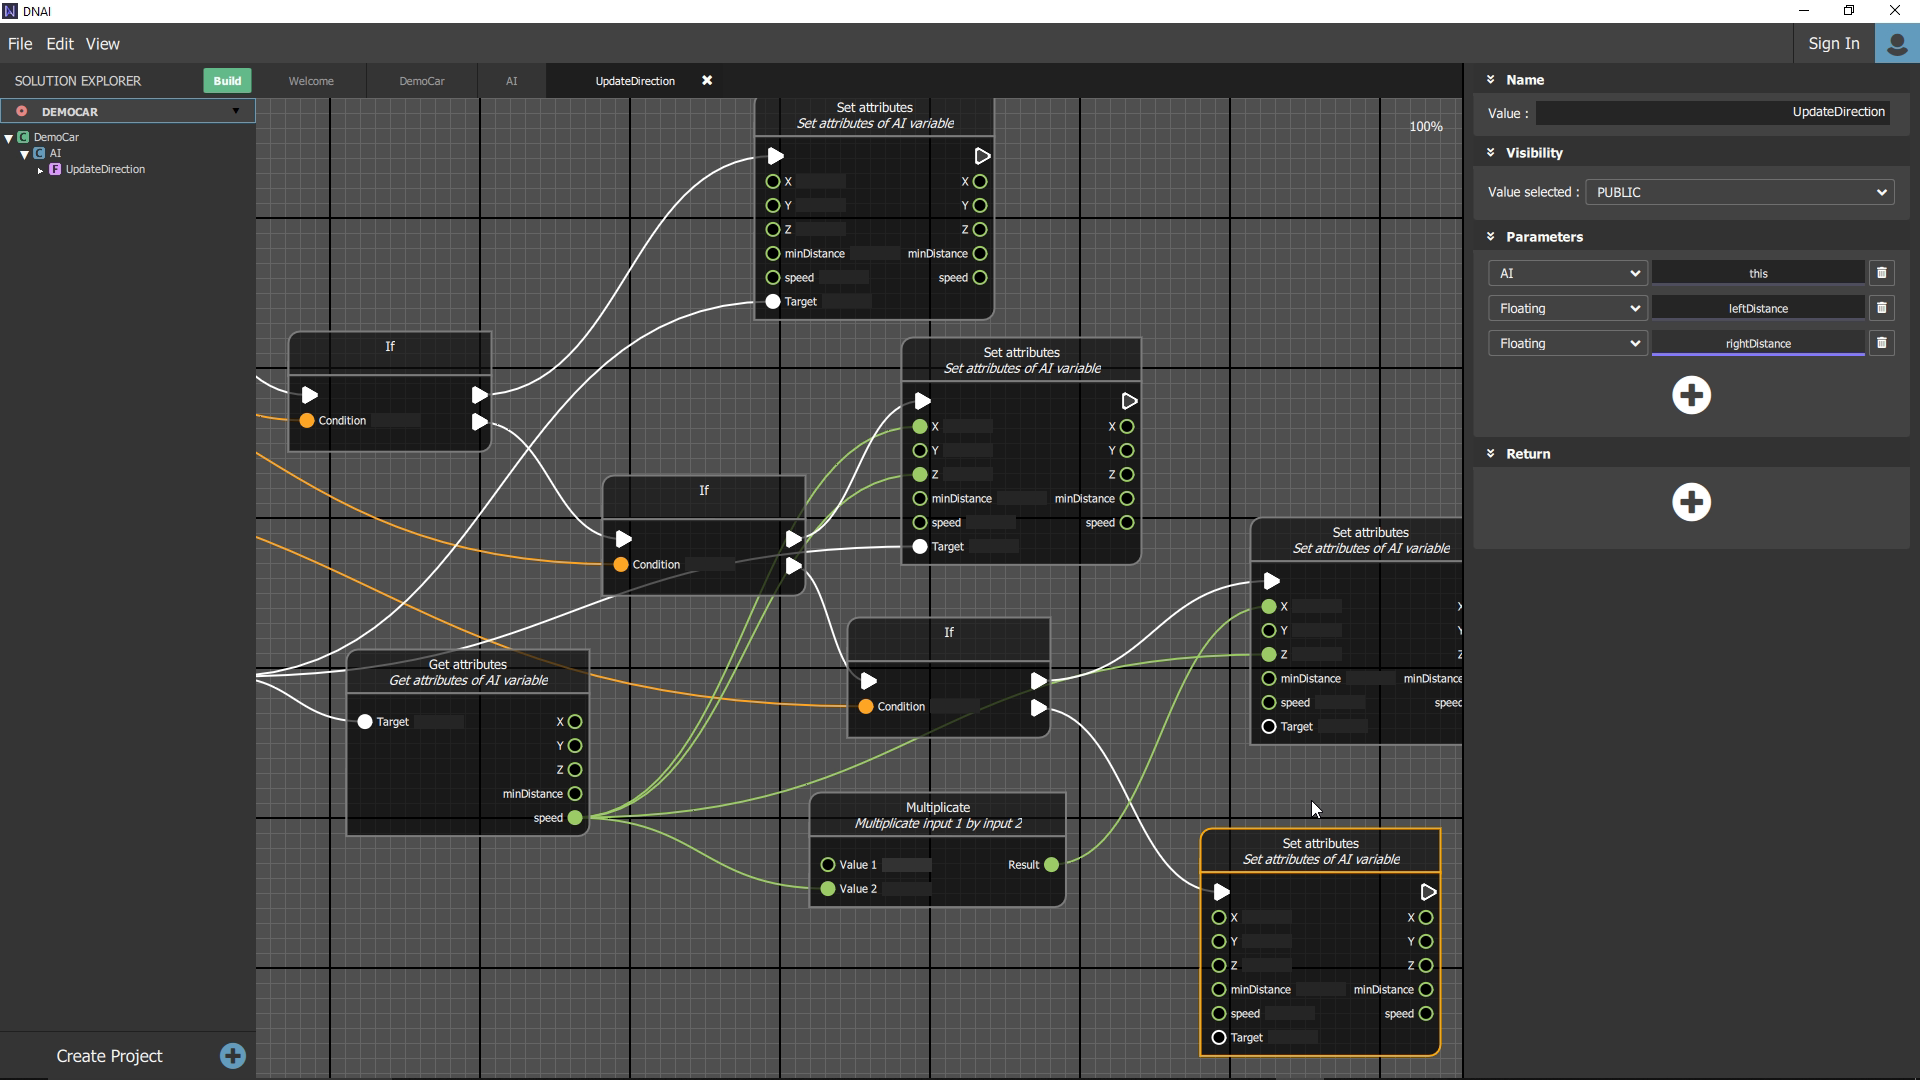 DNAI
File Edit View
Sign In
SOLUTION EXPLORER
Build
Welcome
DemoCar
AI
UpdateDirection
DEMOCAR
DemoCar
AI
UpdateDirection
100%
Set attributes
Set attributes of AI variable
X X
Y Y
Z Z
minDistance minDistance
speed speed
Target
If
Condition
Set attributes
Set attributes of AI variable
X X
Y Y
Z Z
minDistance minDistance
speed speed
Target
If
Condition
Set attributes
Set attributes of AI variable
X X
Y Y
Z Z
minDistance minDistance
speed speed
Target
If
Condition
Get attributes
Get attributes of AI variable
Target X
Y
Z
minDistance
speed
Multiplicate
Multiplicate input 1 by input 2
Value 1 Result
Value 2
Set attributes
Set attributes of AI variable
X X
Y Y
Z Z
minDistance minDistance
speed speed
Target
Name
Value : UpdateDirection
Visibility
Value selected : PUBLIC
Parameters
AI this
Floating leftDistance
Floating rightDistance
Return
Create Project